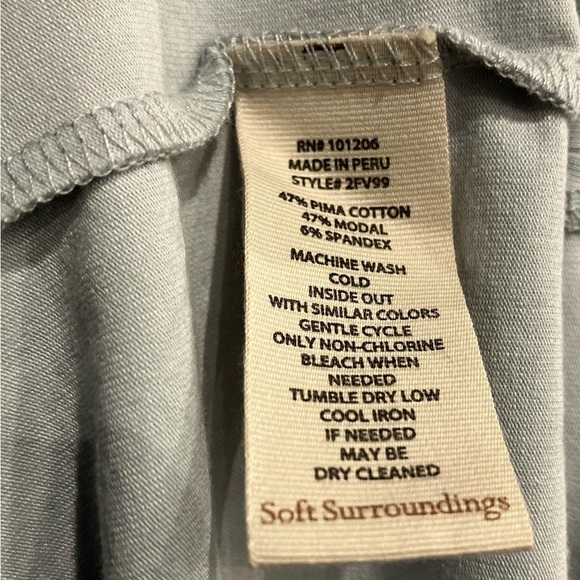 RN# 101206
MADE IN PERU
STYLE# 2FV99
47% PIMA COTTON
47% MODAL
6% SPANDEX
MACHINE WASH
COLD
INSIDE OUT
WITH SIMILAR COLORS
GENTLE CYCLE
ONLY NON-CHLORINE
BLEACH WHEN
NEEDED
TUMBLE DRY LOW
COOL IRON
IF NEEDED
MAY BE
DRY CLEANED
Soft Surroundings